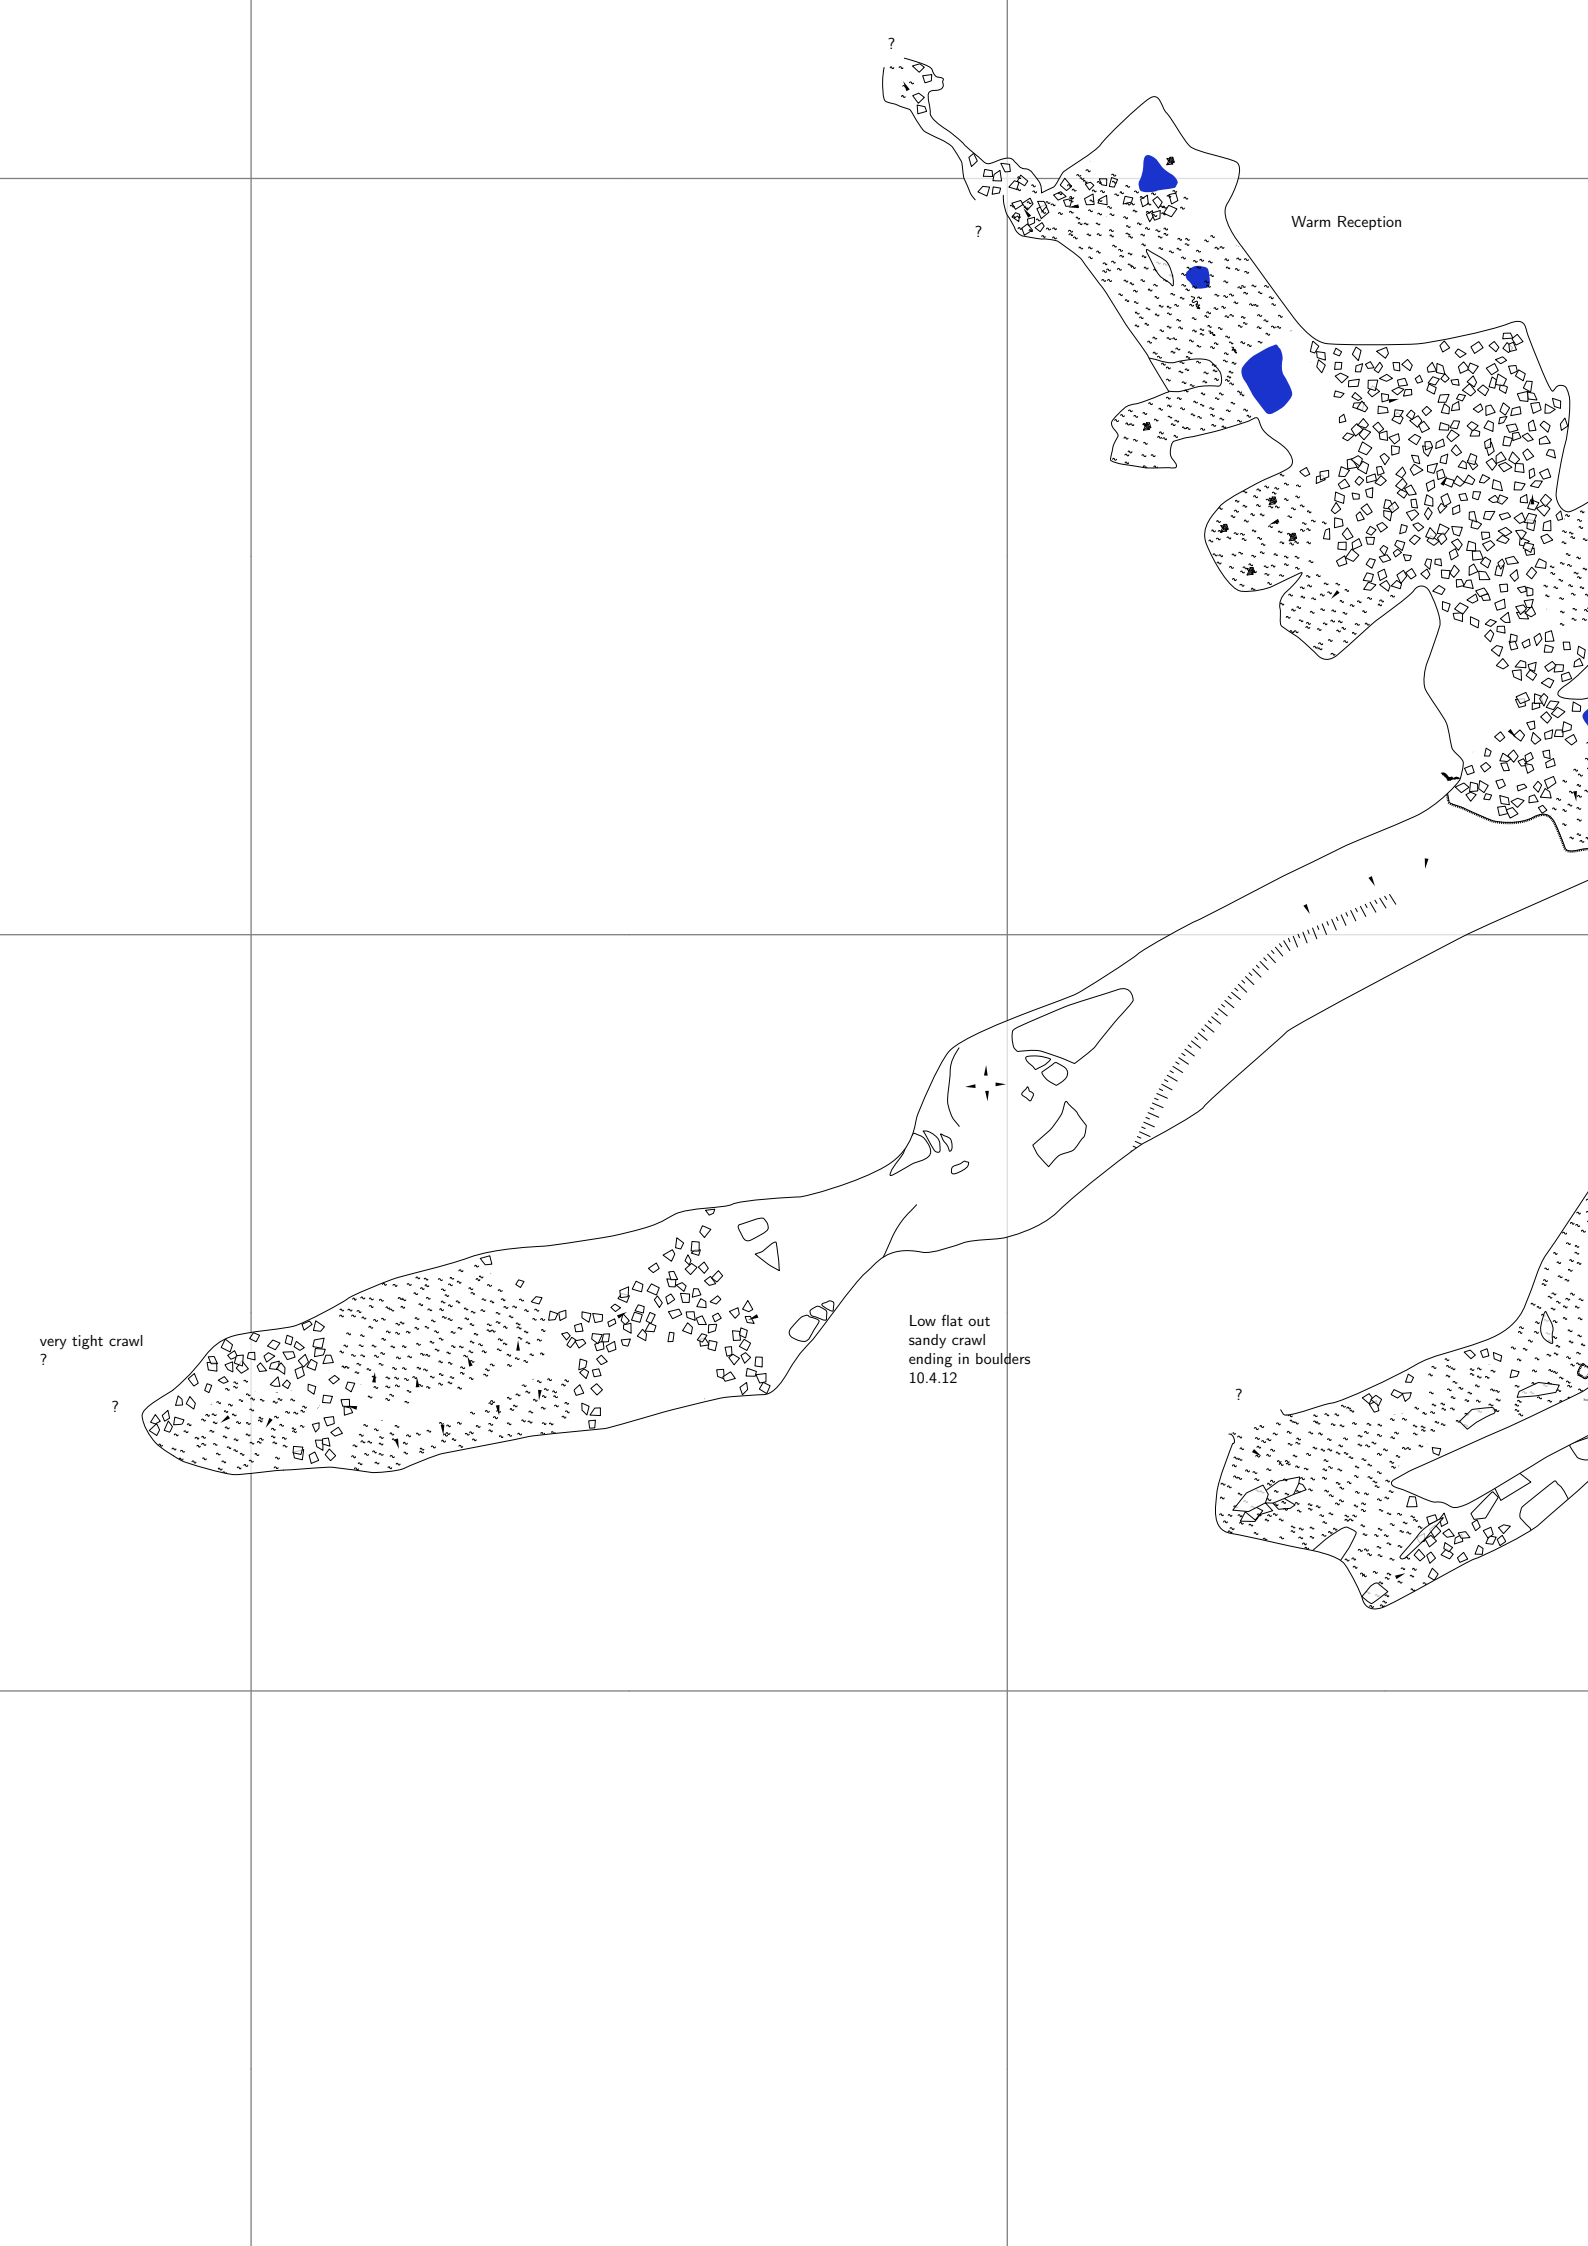 ?
Warm Reception
?
very tight crawl
?
?
Low flat out
sandy crawl
ending in boulders
10.4.12
?